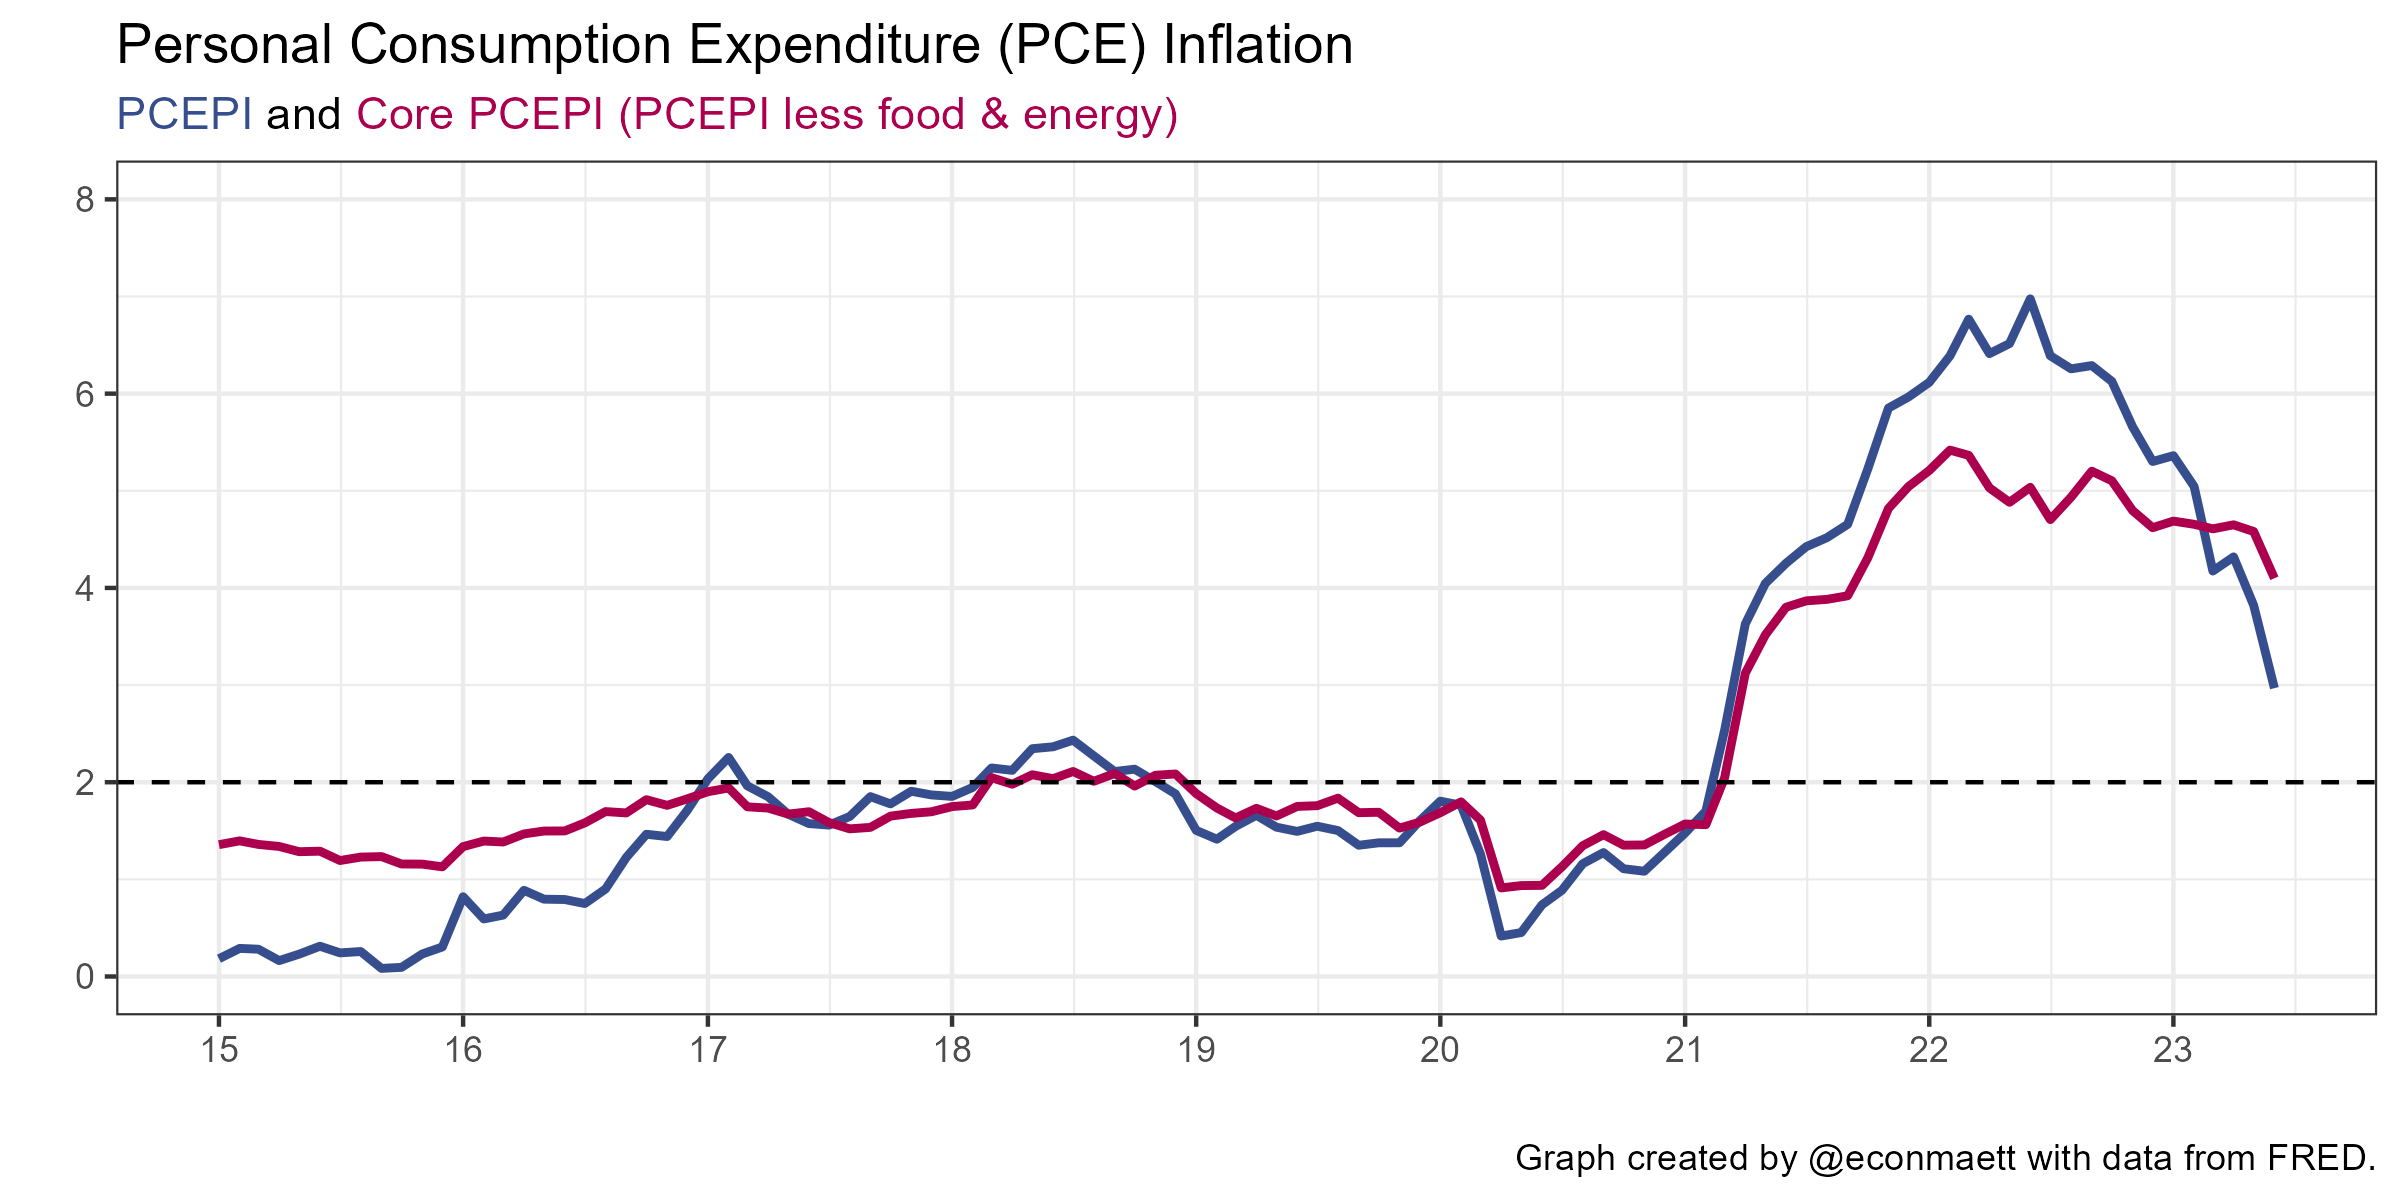 Personal Consumption Expenditure (PCE) Inflation
PCEPI and Core PCEPI (PCEPI less food & energy)
8
6
4
2
0
15 16 17 18 19 20 21 22 23
Graph created by @econmaett with data from FRED.